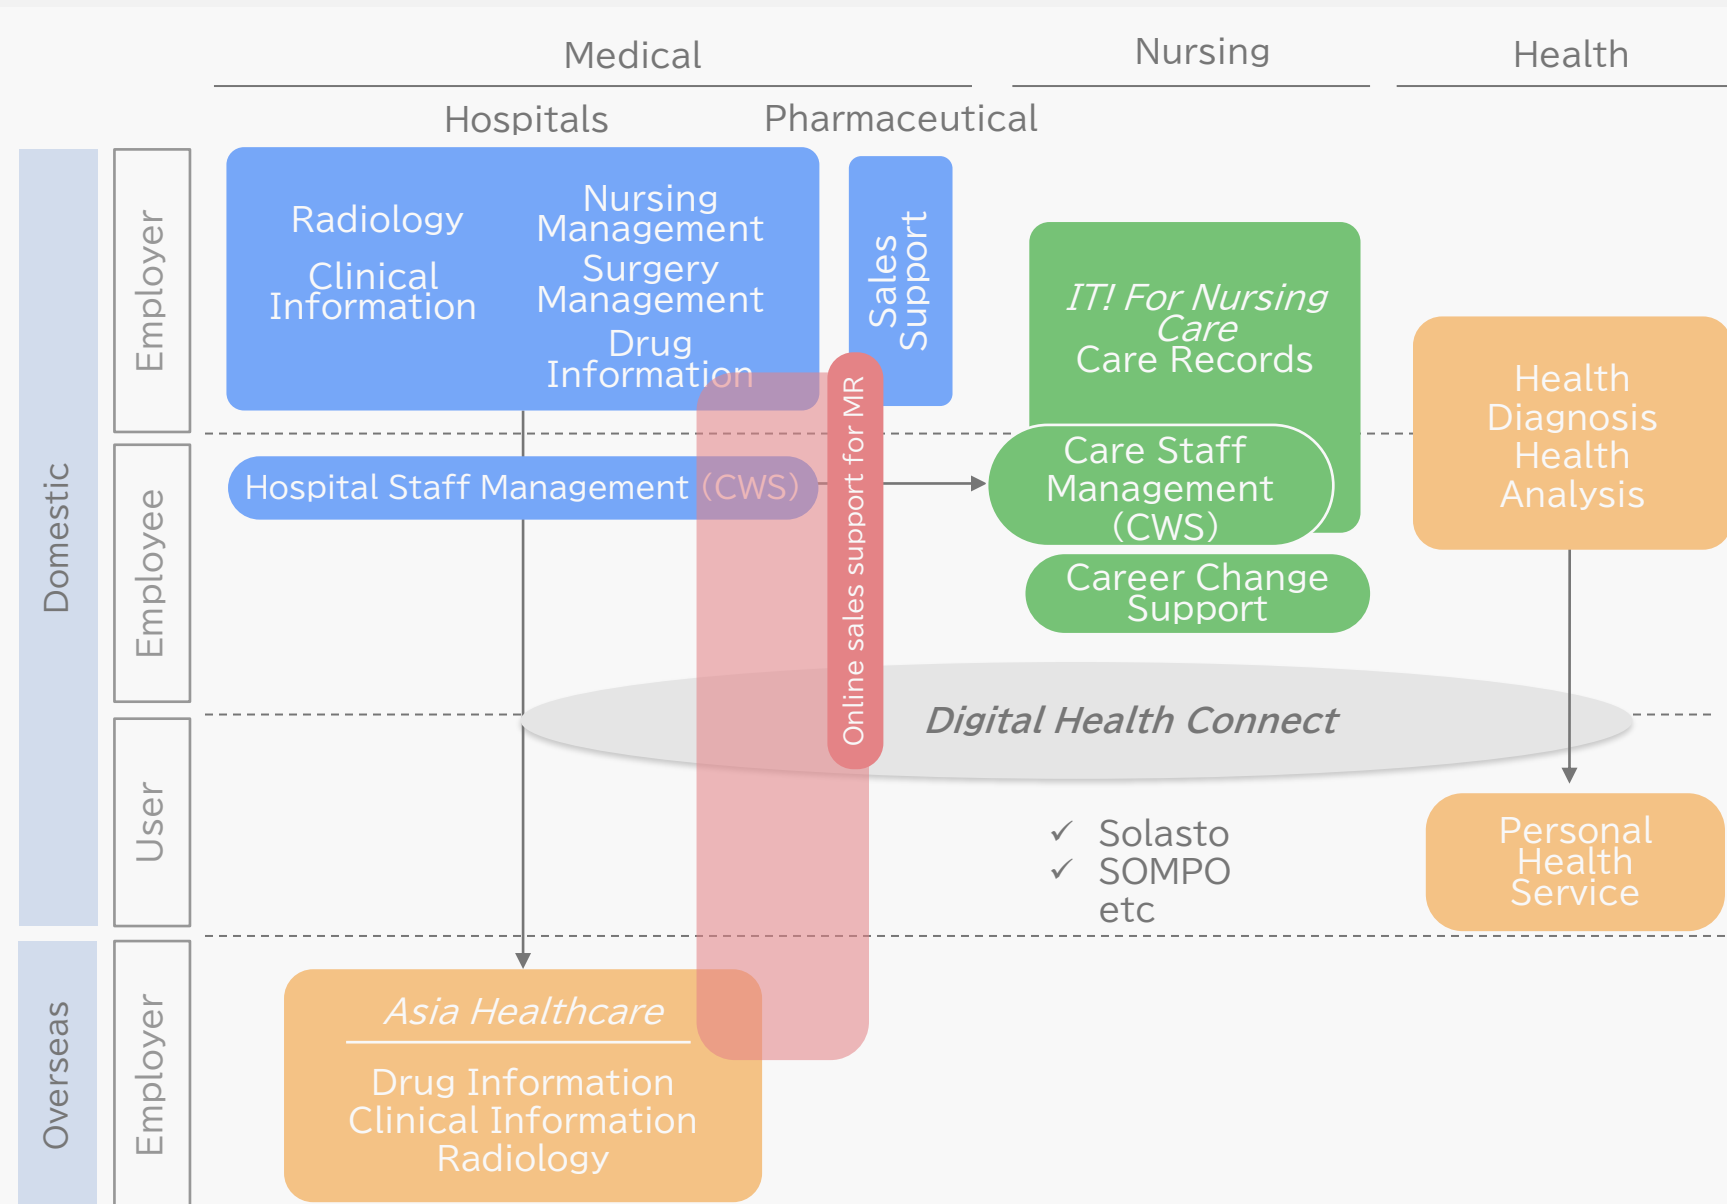 Medical
Nursing
Health
Hospitals
Pharmaceutical
Domestic
Employer
Radiology
Clinical
Information
Nursing
Management
Surgery
Management
Drug
Information
Sales
Support
IT! For Nursing
Care
Care Records
Health
Diagnosis
Health
Analysis
Employee
Hospital Staff Management (CWS)
Online sales support for MR
Care Staff
Management
(CWS)
Career Change
Support
Digital Health Connect
User
✓ Solasto
✓ SOMPO
etc
Personal
Health
Service
Overseas
Employer
Asia Healthcare
Drug Information
Clinical Information
Radiology